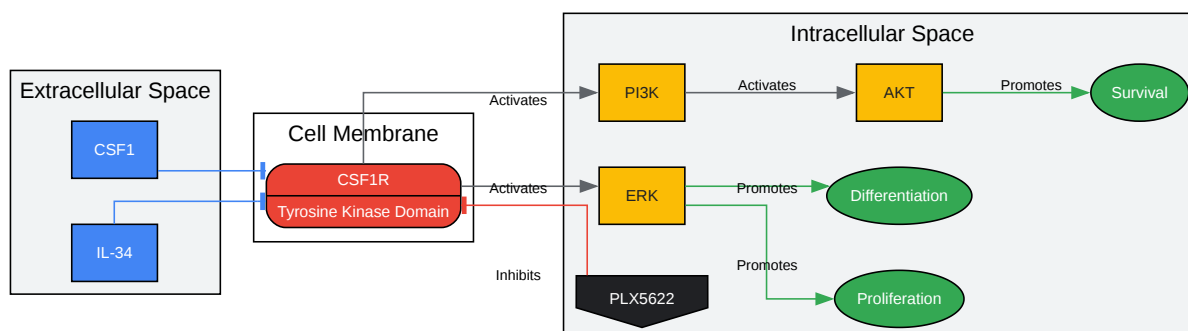 Intracellular Space
Extracellular Space
PI3K
Activates
AKT
Promotes
Survival
Activates
Cell Membrane
CSF1
CSF1R
Tyrosine Kinase Domain
Activates
ERK
Promotes
Differentiation
IL-34
Inhibits
PLX5622
Promotes
Proliferation